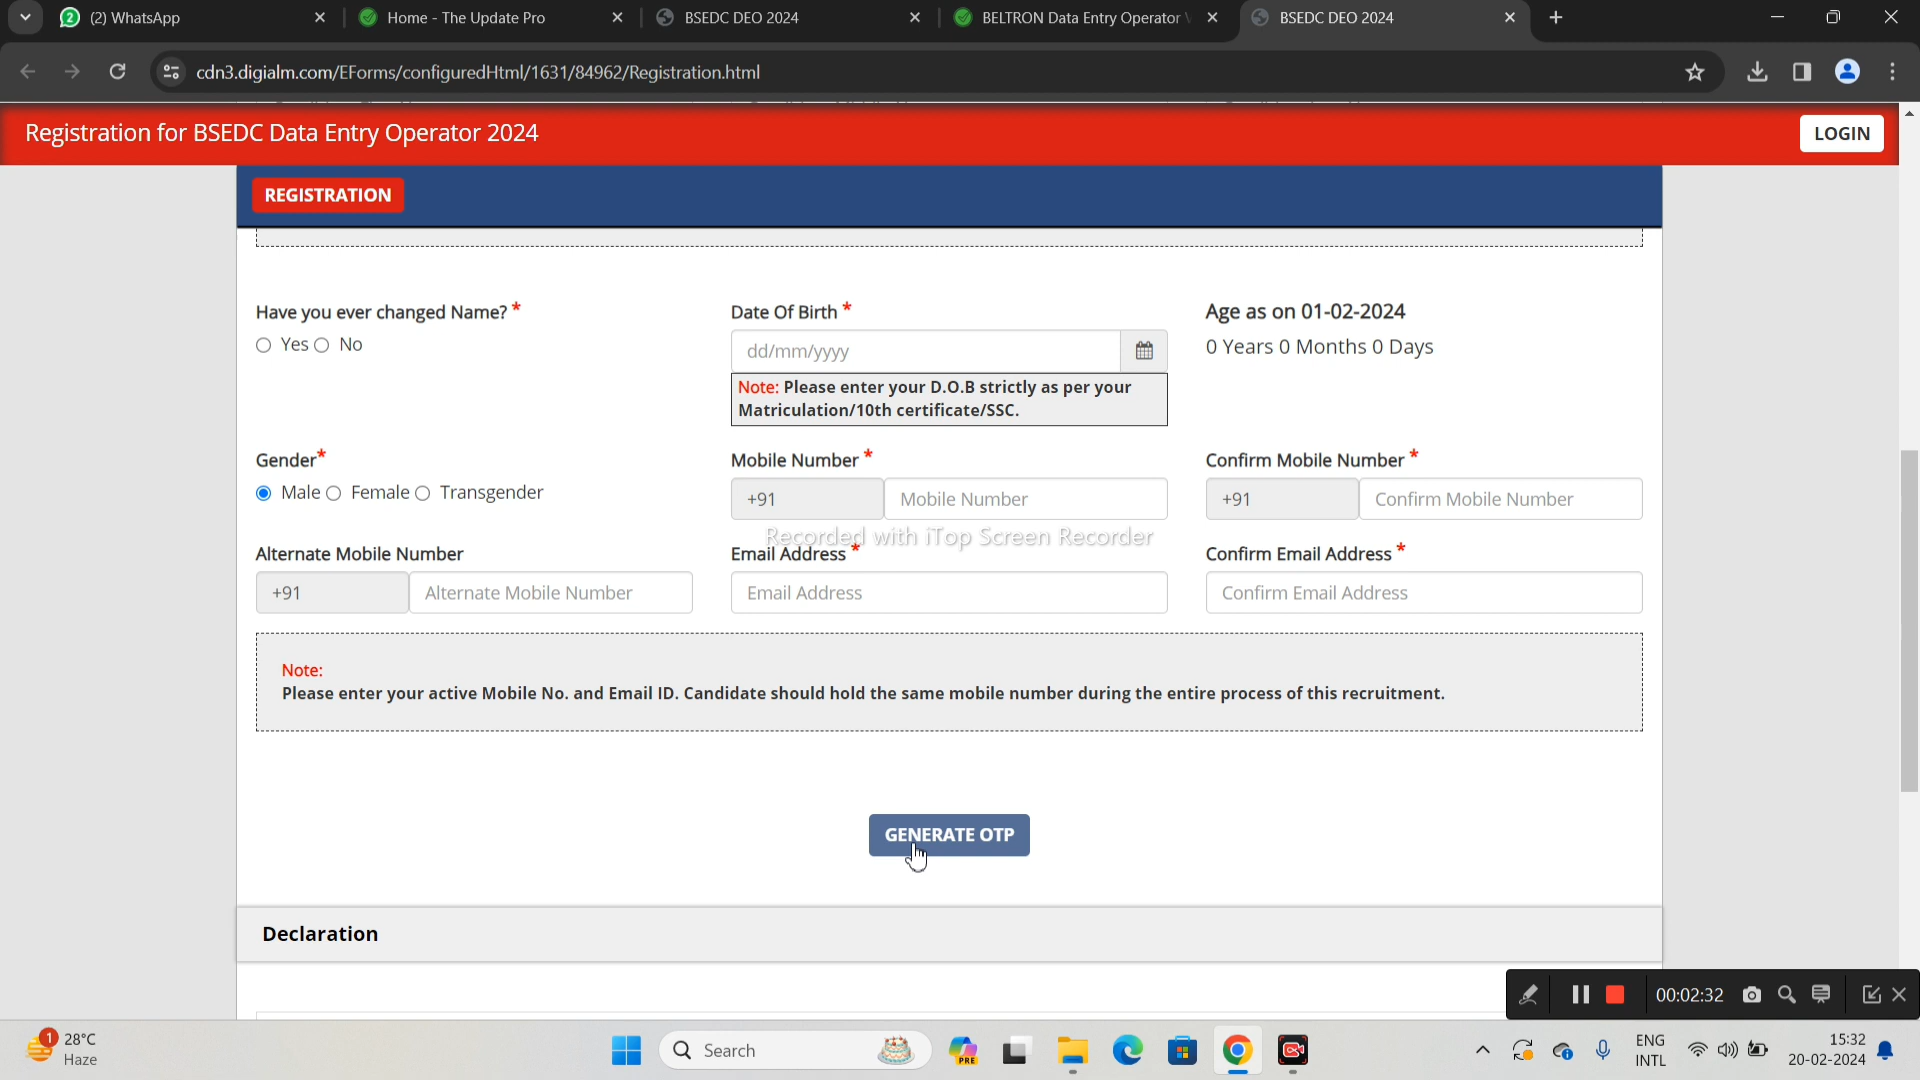 (2) WhatsApp
Home - The Update Pro
BSEDC DEO 2024
BELTRON Data Entry Operator
BSEDC DEO 2024
cdn3.digialm.com/EForms/configuredHtml/1631/84962/Registration.html
Registration for BSEDC Data Entry Operator 2024
LOGIN
REGISTRATION
Have you ever changed Name? *
Yes No
Date Of Birth *
dd/mm/yyyy
Note: Please enter your D.O.B strictly as per your
Matriculation/10th certificate/SSC.
Age as on 01-02-2024
0 Years 0 Months 0 Days
Gender*
Male Female Transgender
Mobile Number *
+91 Mobile Number
Confirm Mobile Number *
+91 Confirm Mobile Number
Recorded with iTop Screen Recorder
Alternate Mobile Number
+91 Alternate Mobile Number
Email Address *
Email Address
Confirm Email Address *
Confirm Email Address
Note:
Please enter your active Mobile No. and Email ID. Candidate should hold the same mobile number during the entire process of this recruitment.
GENERATE OTP
Declaration
00:02:32
1 28°C
Haze
Search
PRE
ENG
INTL
15:32
20-02-2024